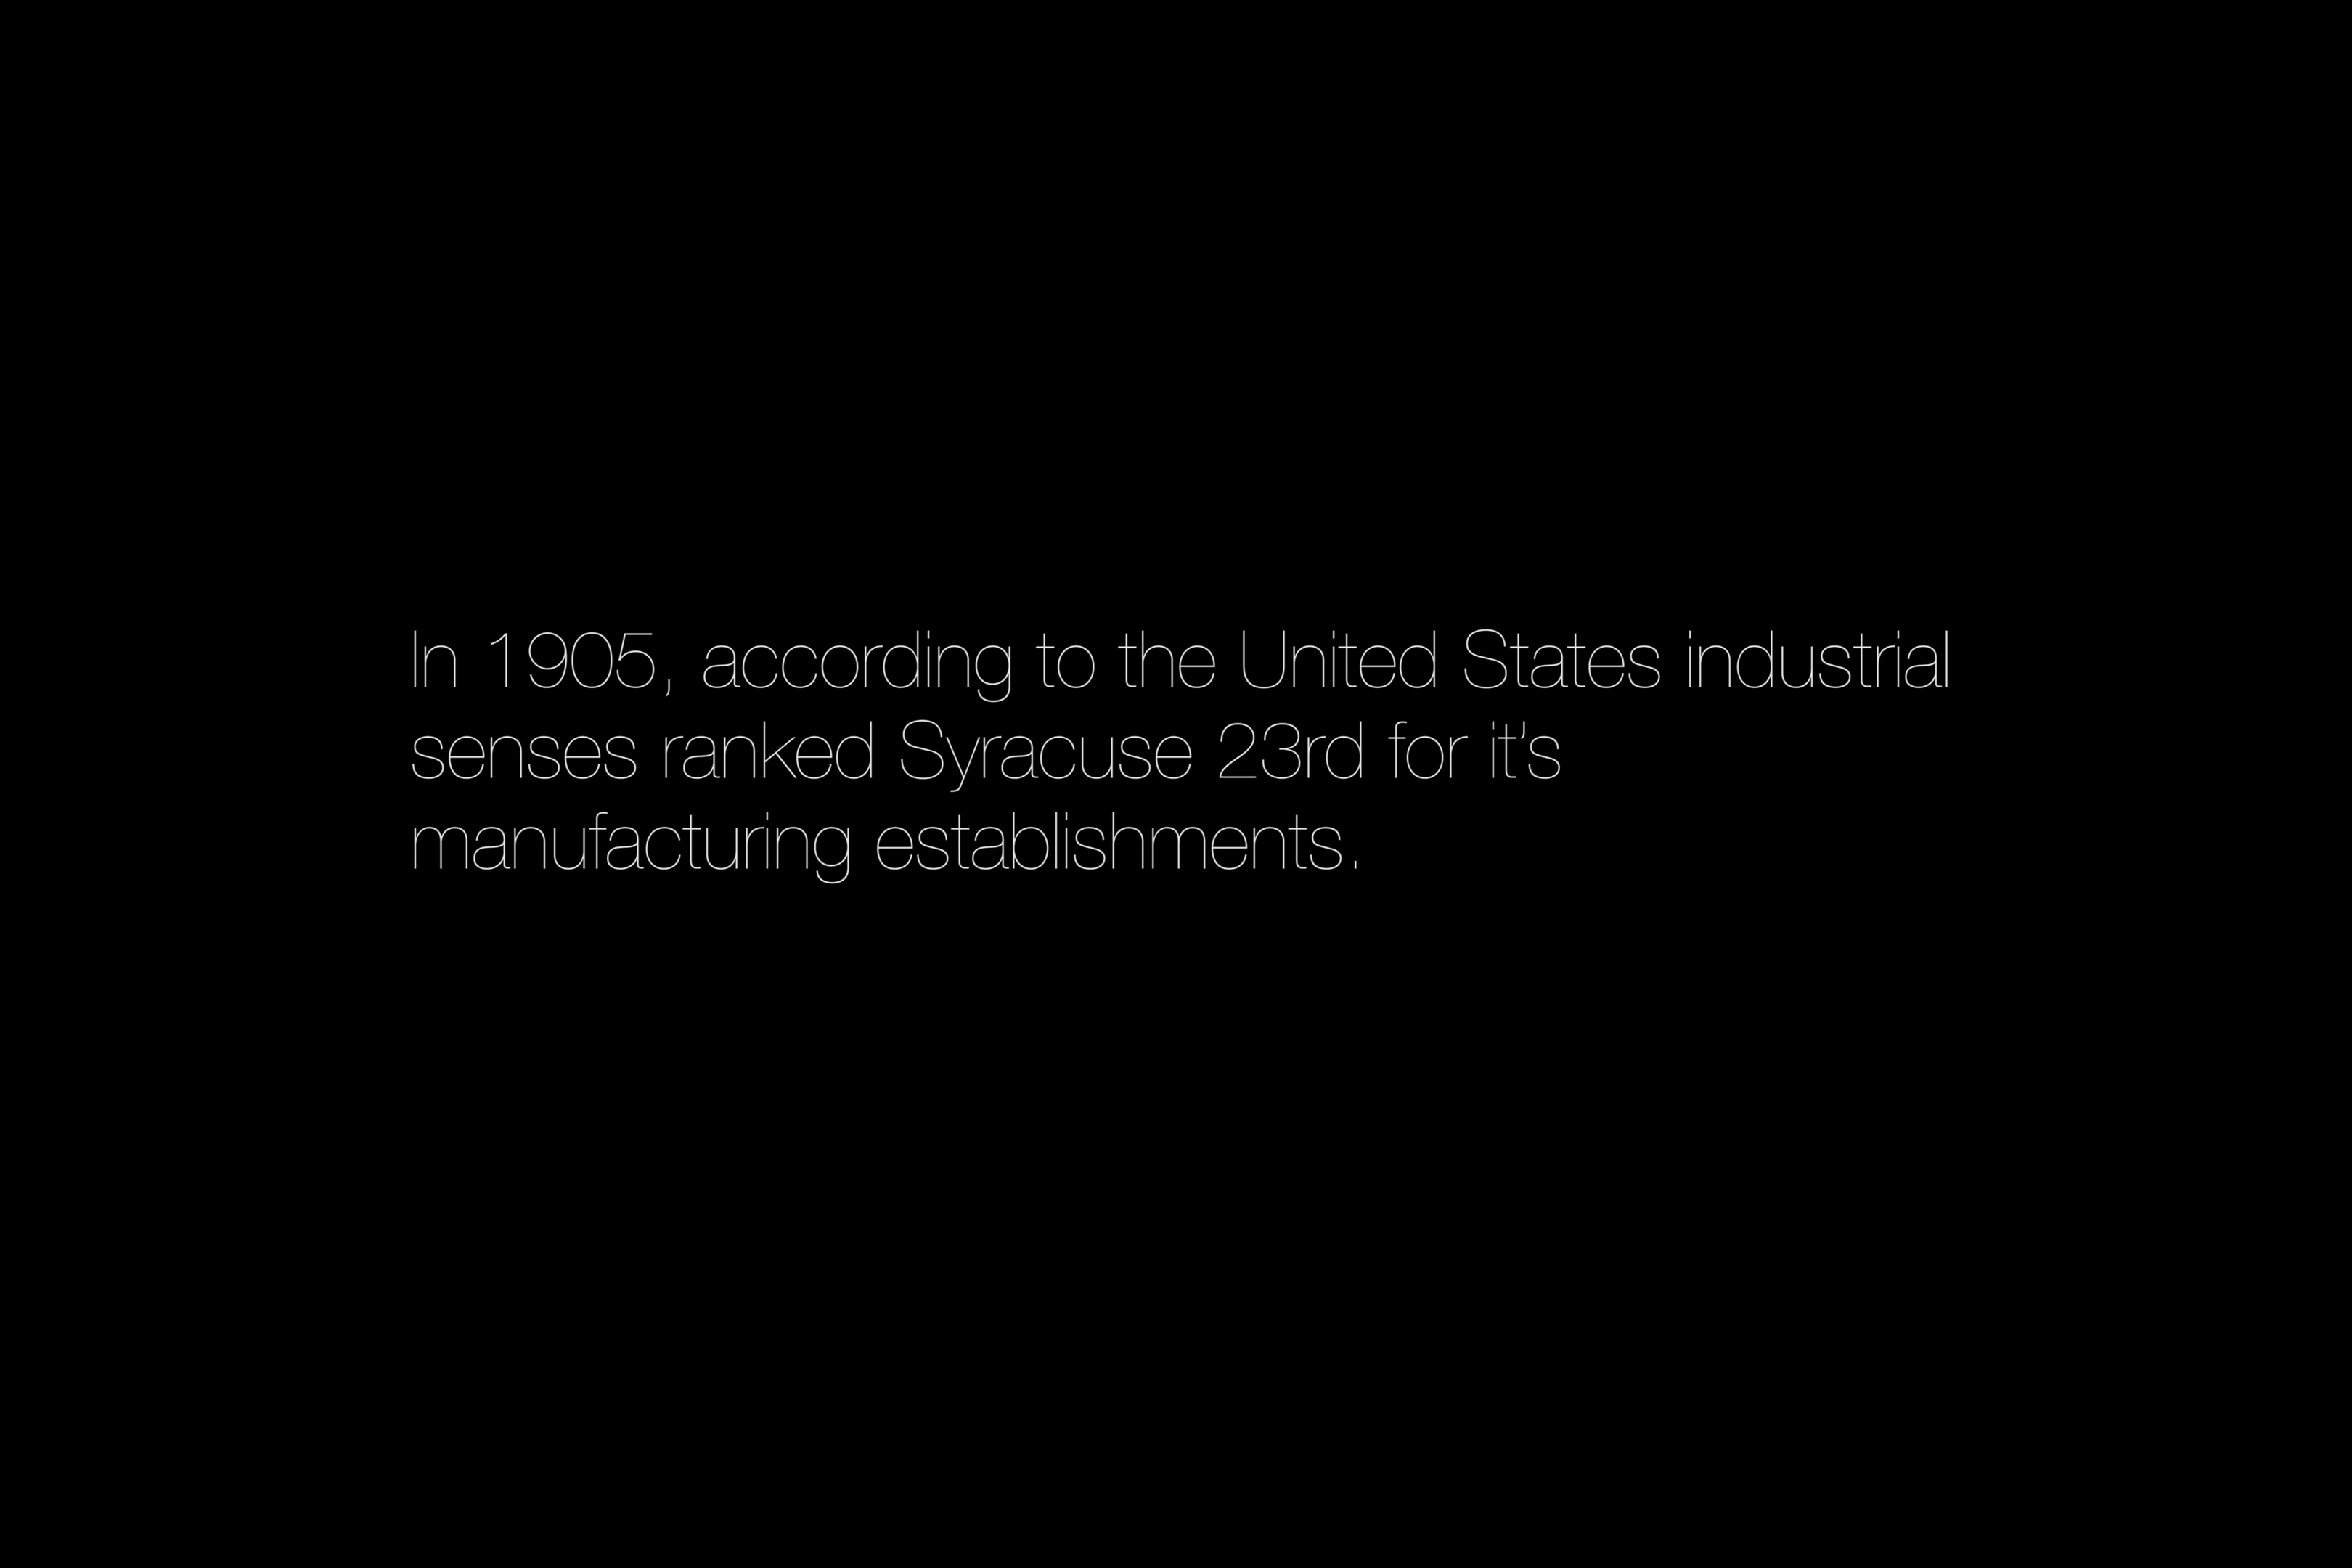 In 1905, according to the United States industrial
senses ranked Syracuse 23rd for it’s
manufacturing establishments.